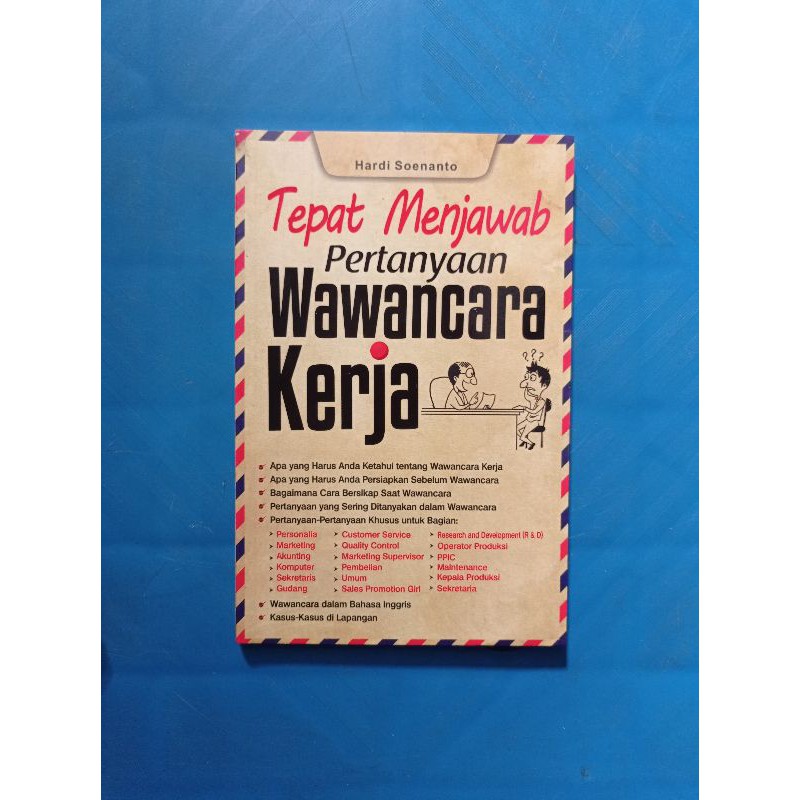 Hardi Soenanto
Tepat Menjawab
Pertanyaan
Wawancara
Kerja
???
Apa yang Harus Anda Ketahui tentang Wawancara Kerja
Apa yang Harus Anda Persiapkan Sebelum Wawancara
Bagaimana Cara Bersikap Saat Wawancara
Pertanyaan yang Sering Ditanyakan dalam Wawancara
Pertanyaan-Pertanyaan Khusus untuk Bagian:
Personalia
Marketing
Akunting
Komputer
Sekretaris
Gudang
Customer Service
Quality Control
Marketing Supervisor
Pembelian
Umum
Sales Promotion Girl
Research and Development (R & D)
Operator Produksi
PPIC
Maintenance
Kepala Produksi
Sekretaris
Wawancara dalam Bahasa Inggris
Kasus-Kasus di Lapangan